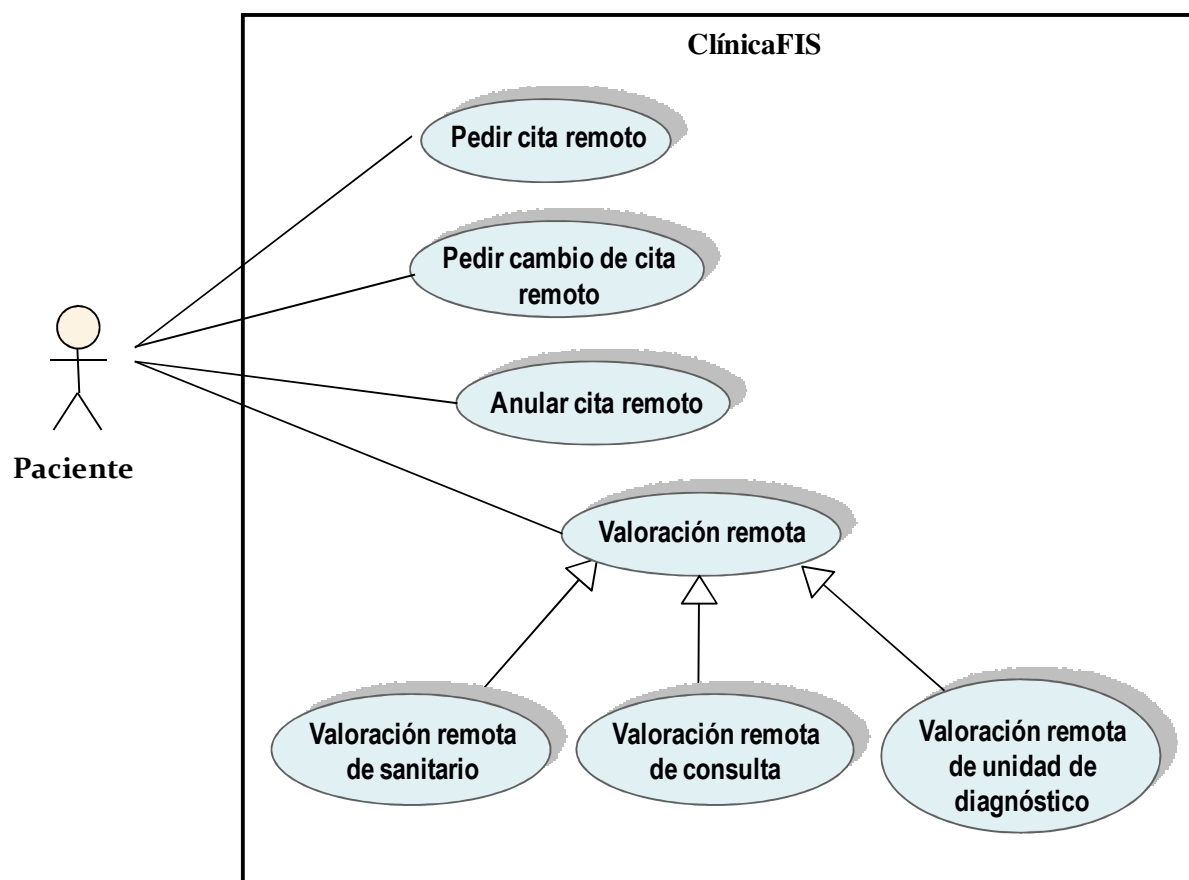 ClínicaFIS
Pedir cita remoto
Pedir cambio de cita
remoto
Anular cita remoto
Paciente
Valoración remota
Valoración remota
de sanitario
Valoración remota
de consulta
Valoración remota
de unidad de
diagnóstico